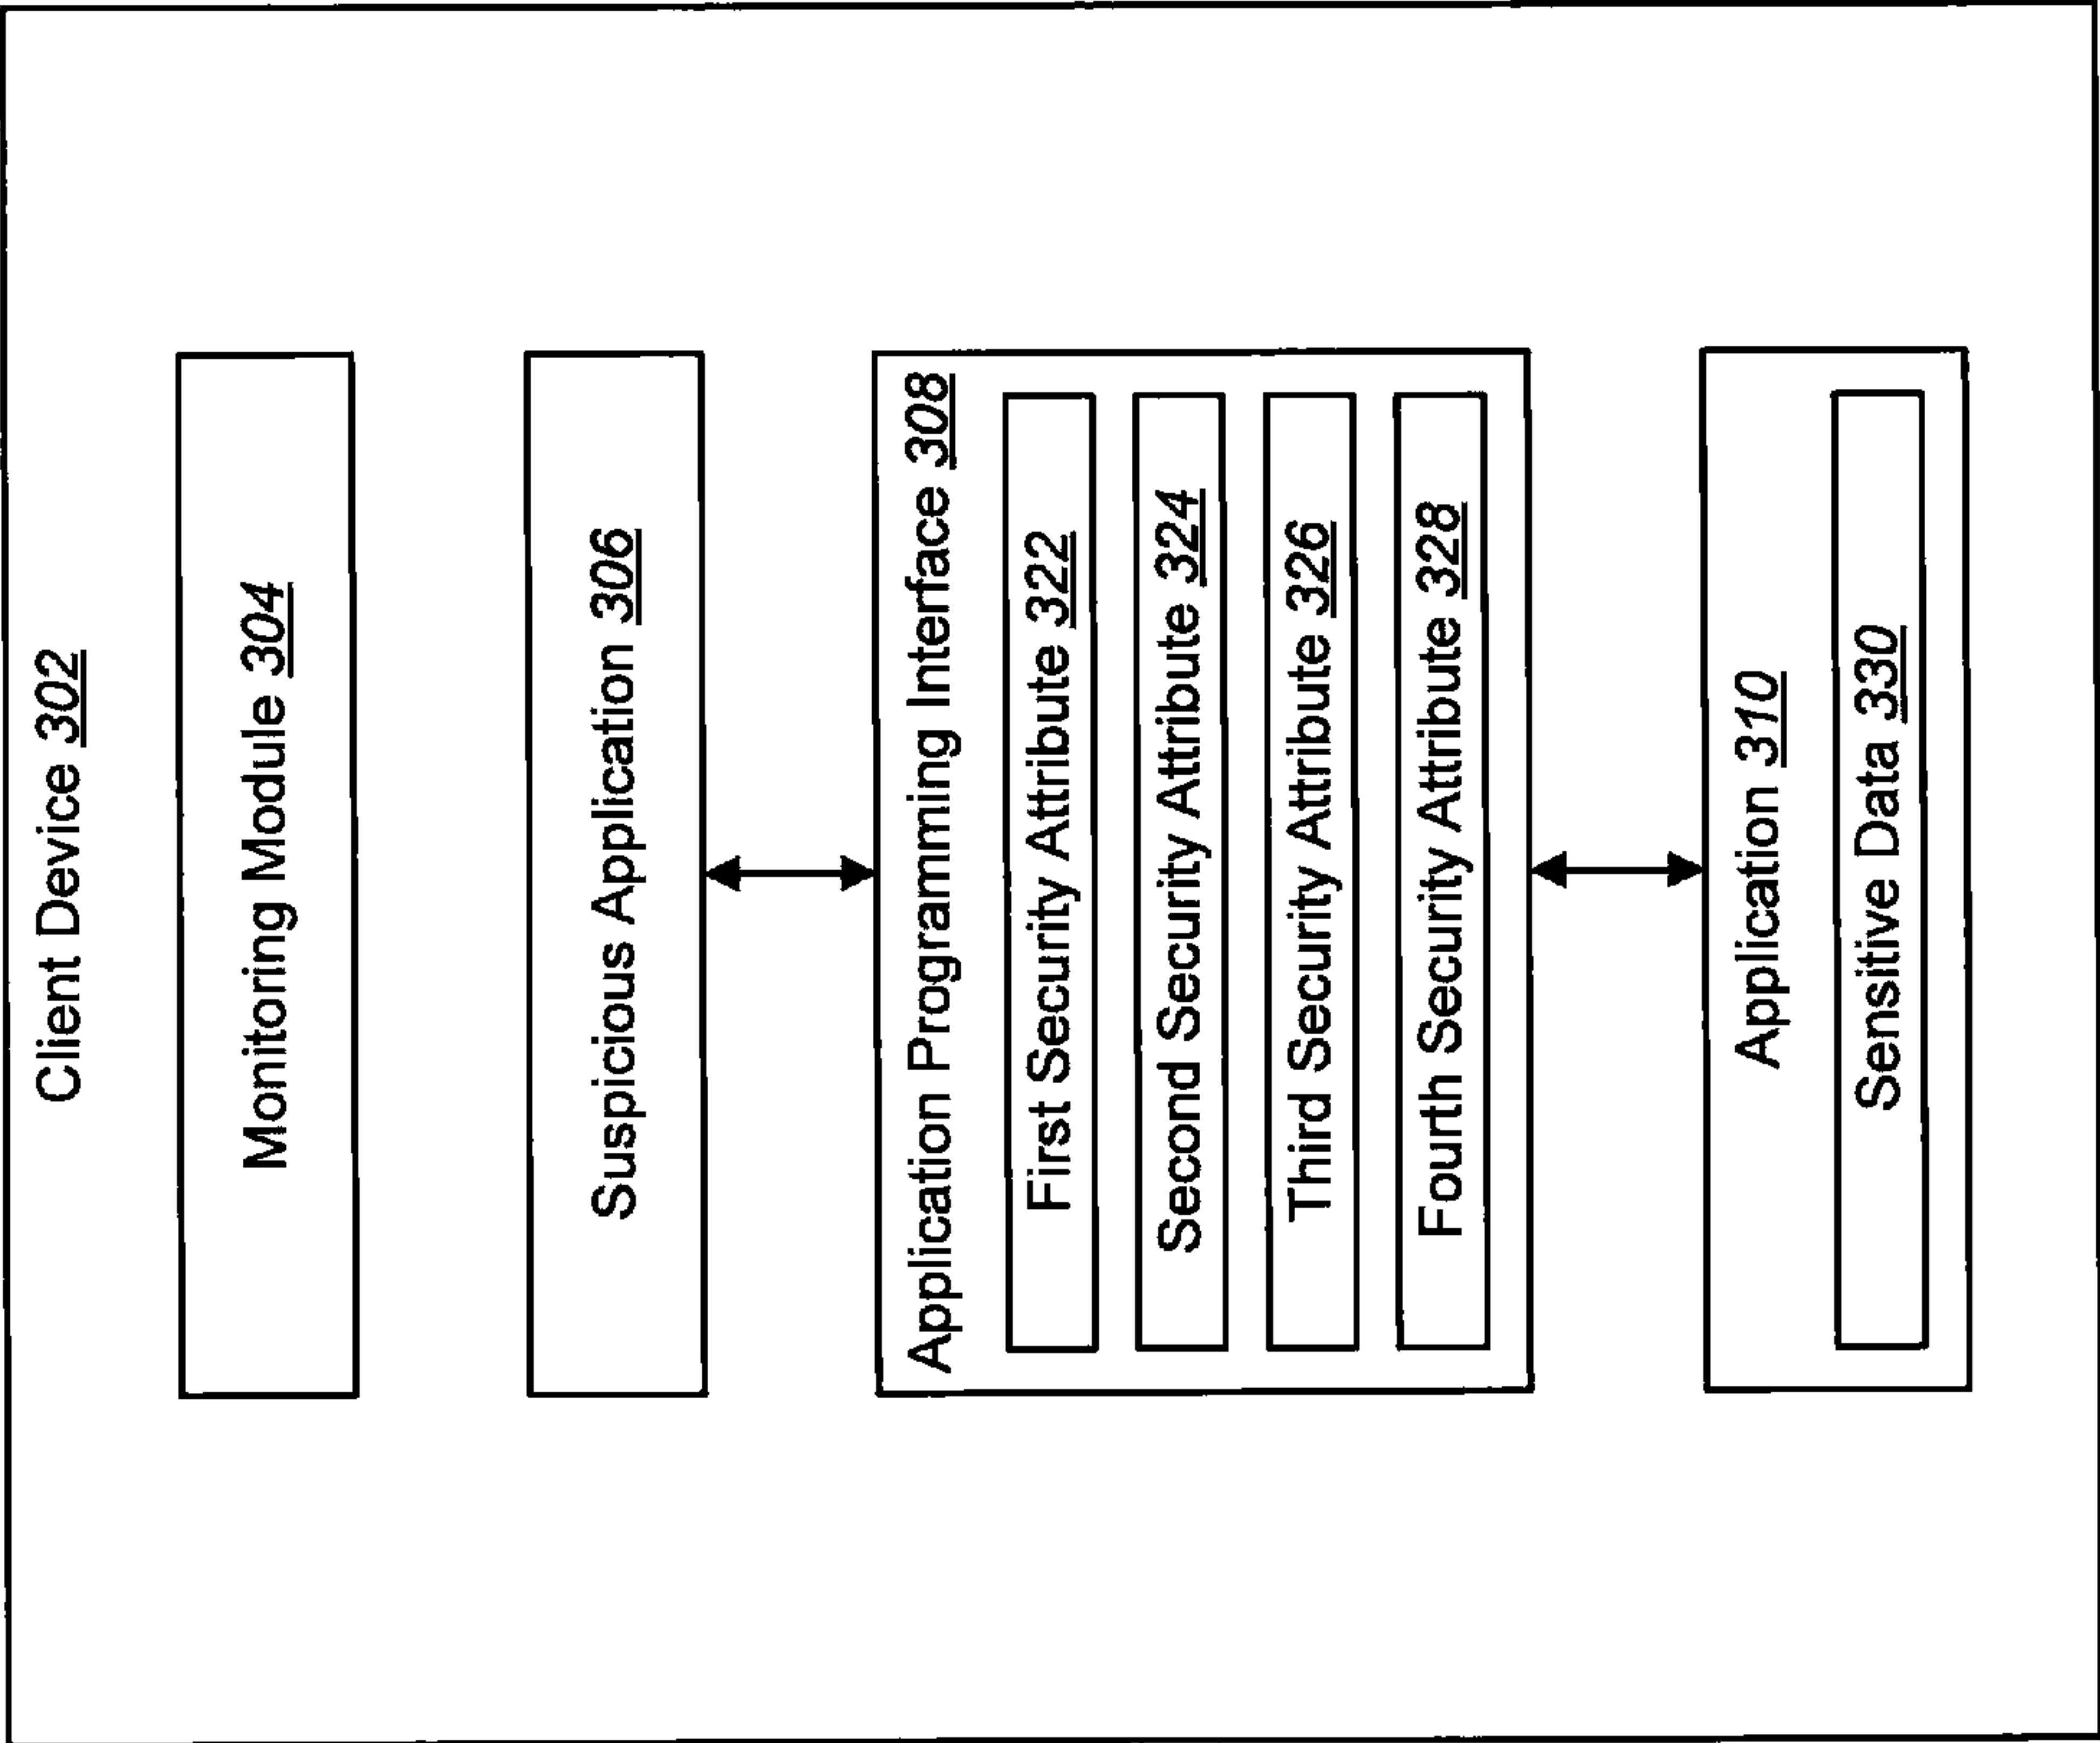 Client Device 302
Monitoring Module 304
Suspicious Application 306
Application Programming Interface 308
First Security Attribute 322
Second Security Attribute 324
Third Security Attribute 326
Fourth Security Attribute 328
Application 310
Sensitive Data 330